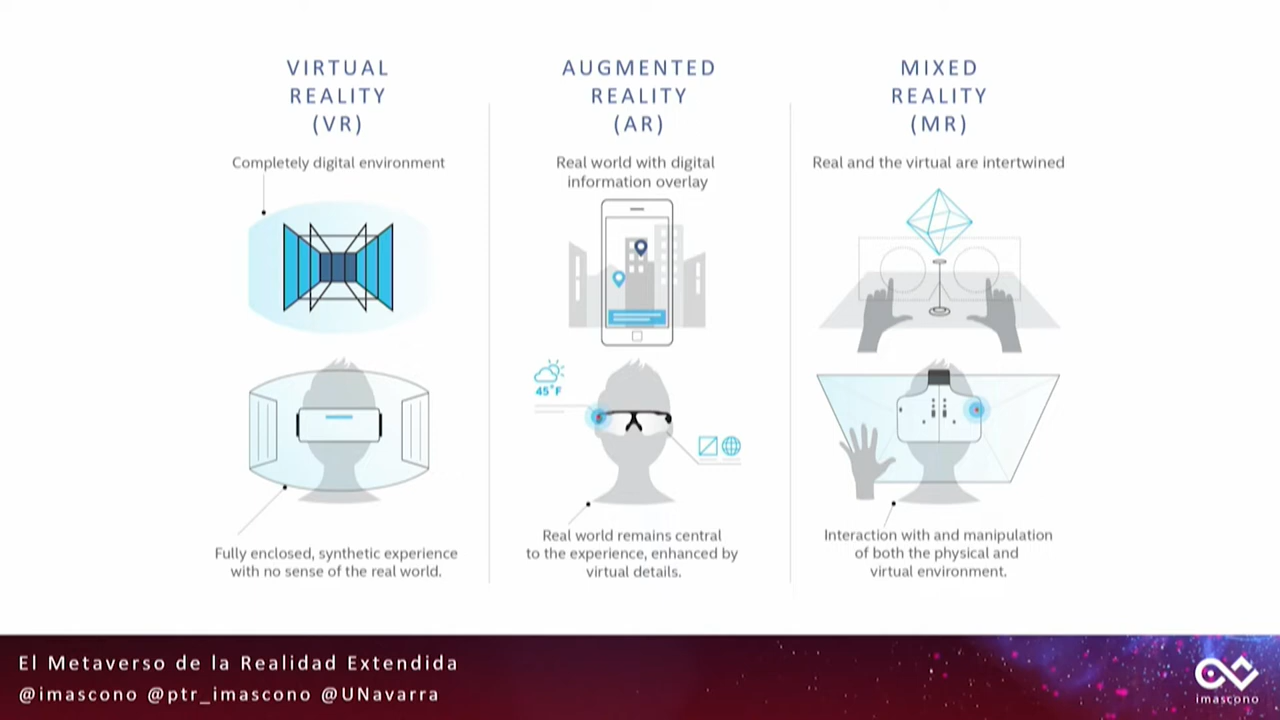 VIRTUAL
REALITY
(VR)
Completely digital environment
Fully enclosed, synthetic experience
with no sense of the real world.
AUGMENTED
REALITY
(AR)
Real world with digital
information overlay
45°F
Real world remains central
to the experience, enhanced by
virtual details.
MIXED
REALITY
(MR)
Real and the virtual are intertwined
Interaction with and manipulation
of both the physical and
virtual environment.
El Metaverso de la Realidad Extendida
@imascono @ptr_imascono @UNavarra
imascono